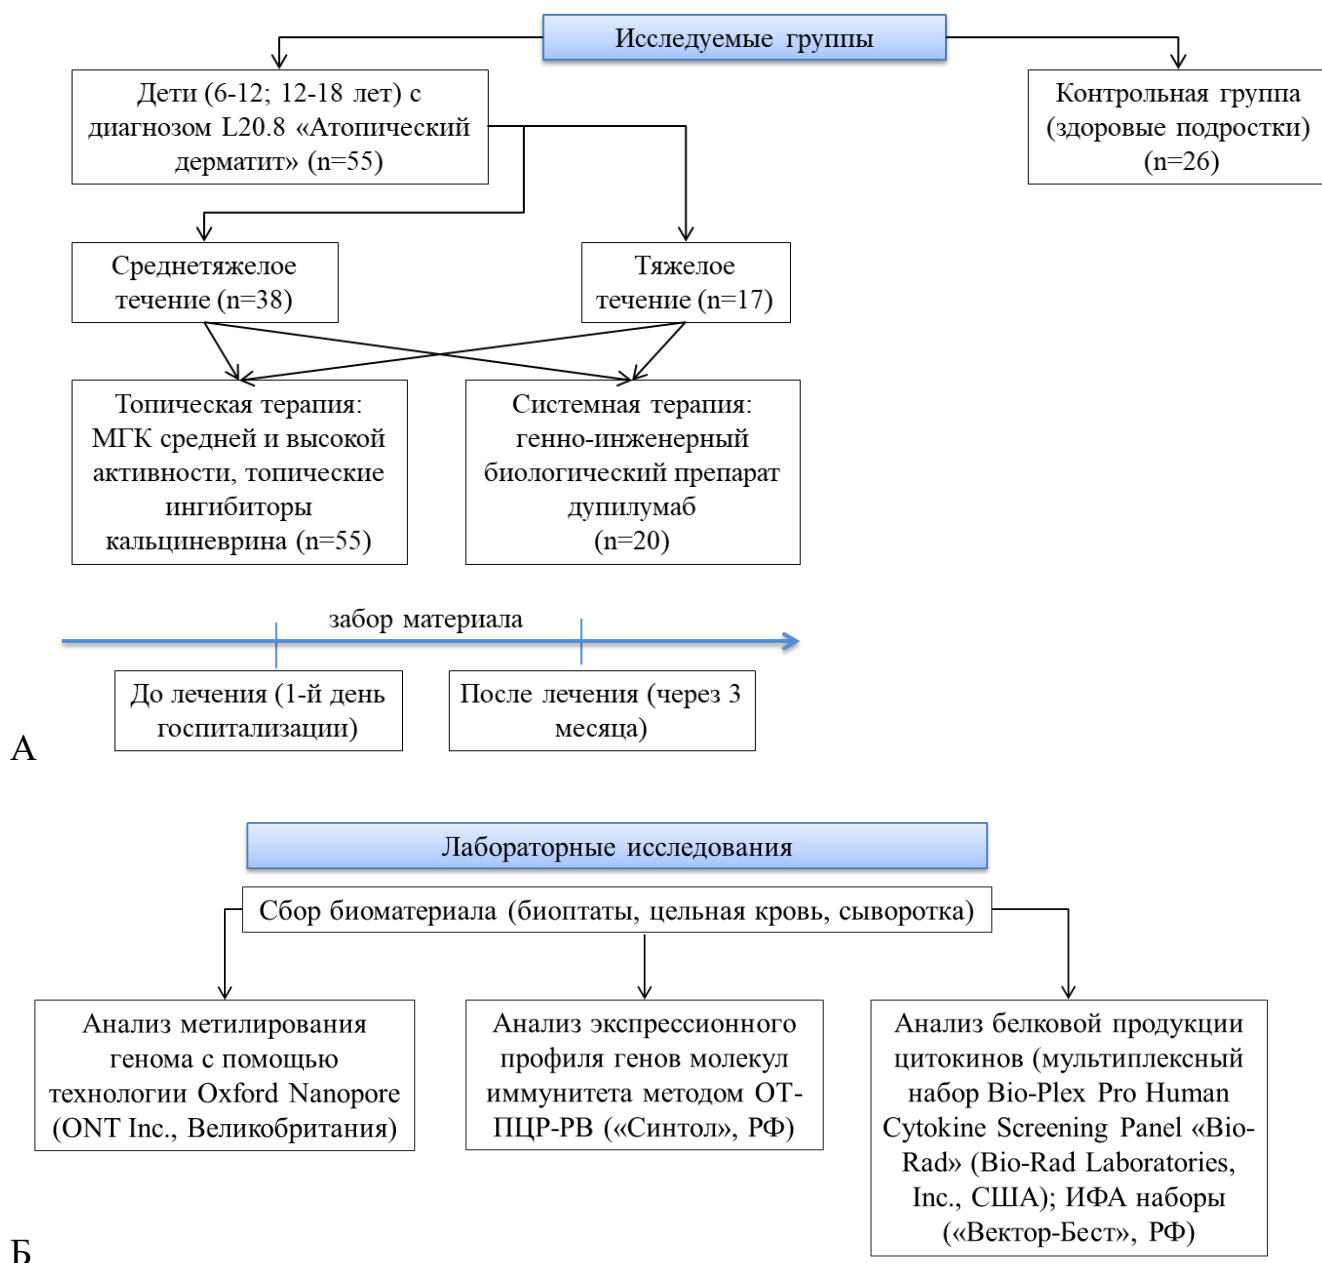 Исследуемые группы
Дети (6-12; 12-18 лет) с
диагнозом L20.8 «Атопический
дерматит» (n=55)
Контрольная группа
(здоровые подростки)
(n=26)
Среднетяжелое
течение (n=38)
Тяжелое
течение (n=17)
Топическая терапия:
МГК средней и высокой
активности, топические
ингибиторы
кальциневрина (n=55)
Системная терапия:
генно-инженерный
биологический препарат
дупилумаб
(n=20)
забор материала
До лечения (1-й день
госпитализации)
После лечения (через 3
месяца)
А
Лабораторные исследования
Сбор биоматериала (биоптаты, цельная кровь, сыворотка)
Анализ метилирования
генома с помощью
технологии Oxford Nanopore
(ONT Inc., Великобритания)
Анализ экспрессионного
профиля генов молекул
иммунитета методом ОТ-
ПЦР-РВ («Синтол», РФ)
Анализ белковой продукции
цитокинов (мультиплексный
набор Bio-Plex Pro Human
Cytokine Screening Panel «Bio-
Rad» (Bio-Rad Laboratories,
Inc., США); ИФА наборы
(«Вектор-Бест», РФ)
Б